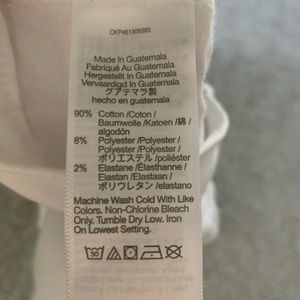 CKP461306383
Made In Guatemala
Fabriqué Au Guatemala
Hergestellt In Guatemala
Vervaardigd In Guatemala
グアテマラ製
hecho en guatemala
90% Cotton /Coton /
Baumwolle /Katoen /綿 /
algodón
8% Polyester /Polyester /
Polyester /Polyester /
ポリエステル /poliéster
2% Elastane /Élasthanne /
Elastan /Elastaan /
ポリウレタン /elastano
Machine Wash Cold With Like
Colors. Non-Chlorine Bleach
Only. Tumble Dry Low. Iron
On Lowest Setting.
30